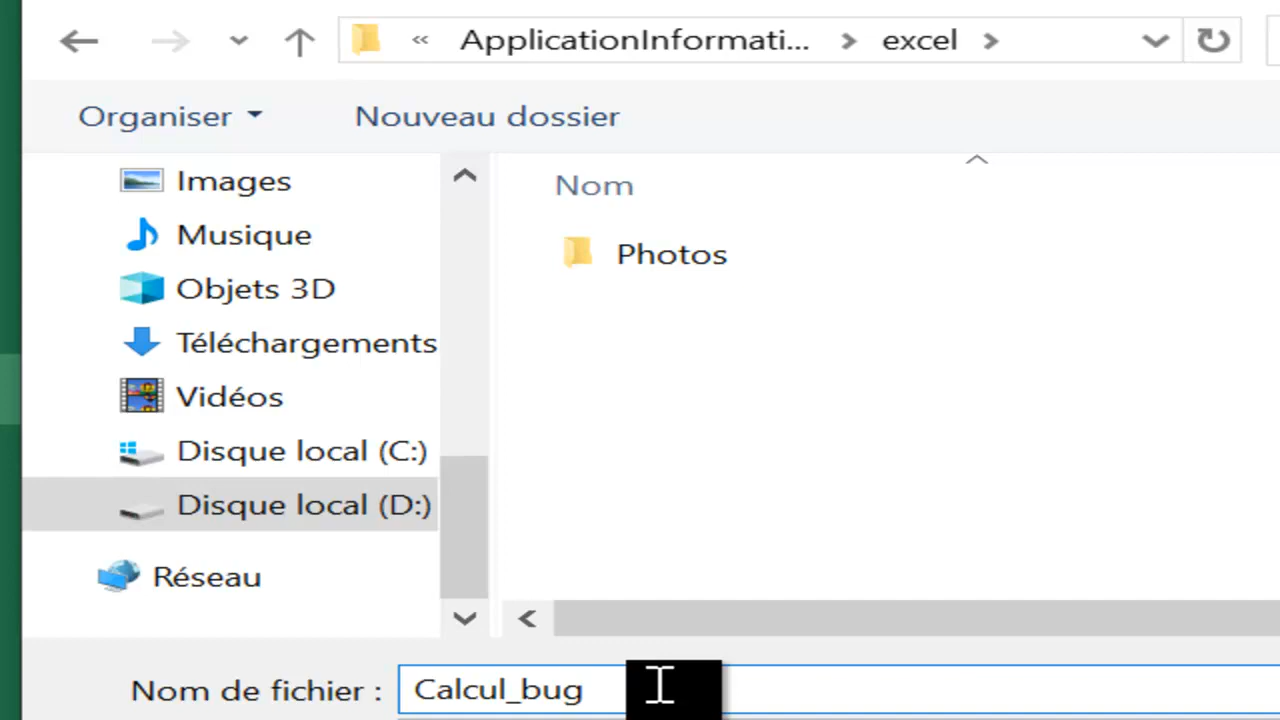 « ApplicationInformati... > excel >
Organiser Nouveau dossier
Images
Musique
Objets 3D
Téléchargements
Vidéos
Disque local (C:)
Disque local (D:)
Réseau
Nom
Photos
Nom de fichier : Calcul_bug